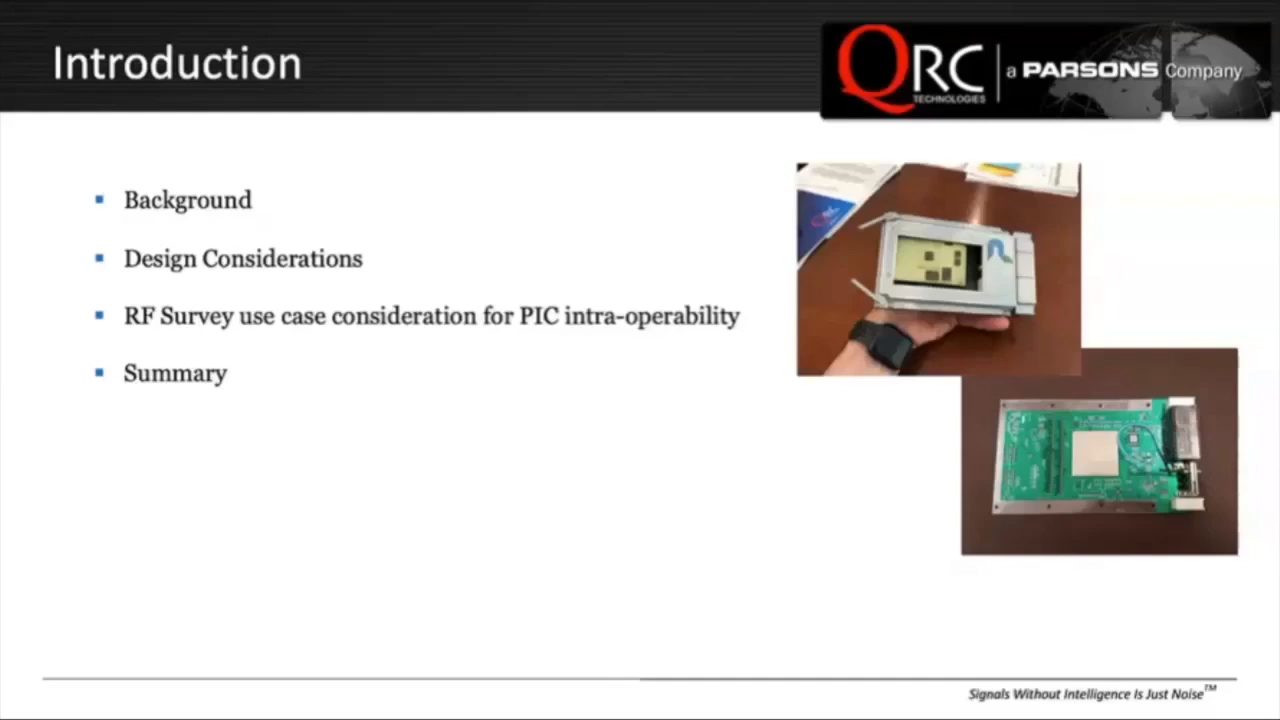 Introduction
QRC
TECHNOLOGIES
a PARSONS Company
Background
Design Considerations
RF Survey use case consideration for PIC intra-operability
Summary
Signals Without Intelligence Is Just Noise™